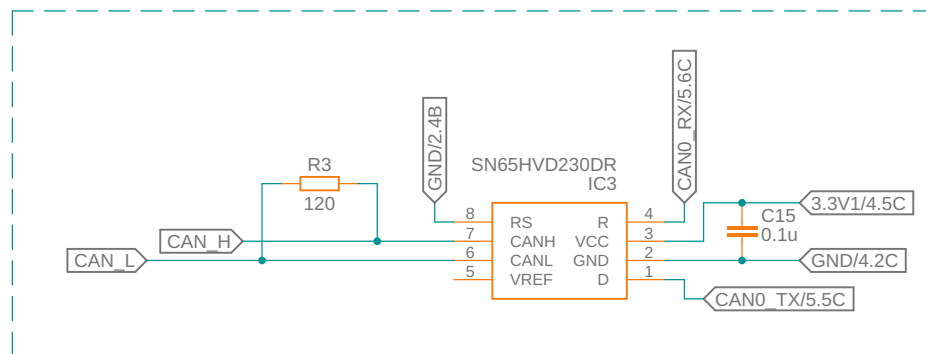 CAN0_RX/5.6C
GND/2.4B
SN65HVD230DR
IC3
R3
120
3.3V1/4.5C
C15
0.1u
8 RS R 4
CAN_H
7 CANH VCC 3
CAN_L
6 CANL GND 2
GND/4.2C
5 VREF D 1
CAN0_TX/5.5C